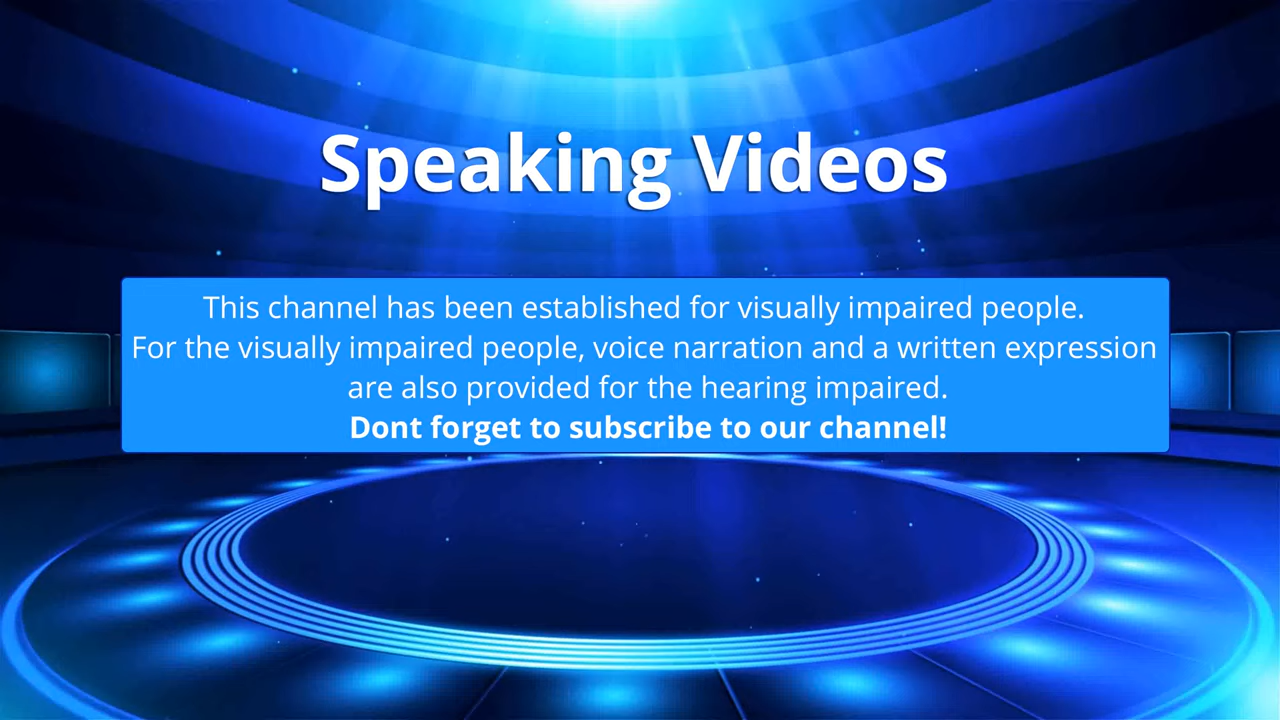 Speaking Videos
This channel has been established for visually impaired people.
For the visually impaired people, voice narration and a written expression
are also provided for the hearing impaired.
Dont forget to subscribe to our channel!